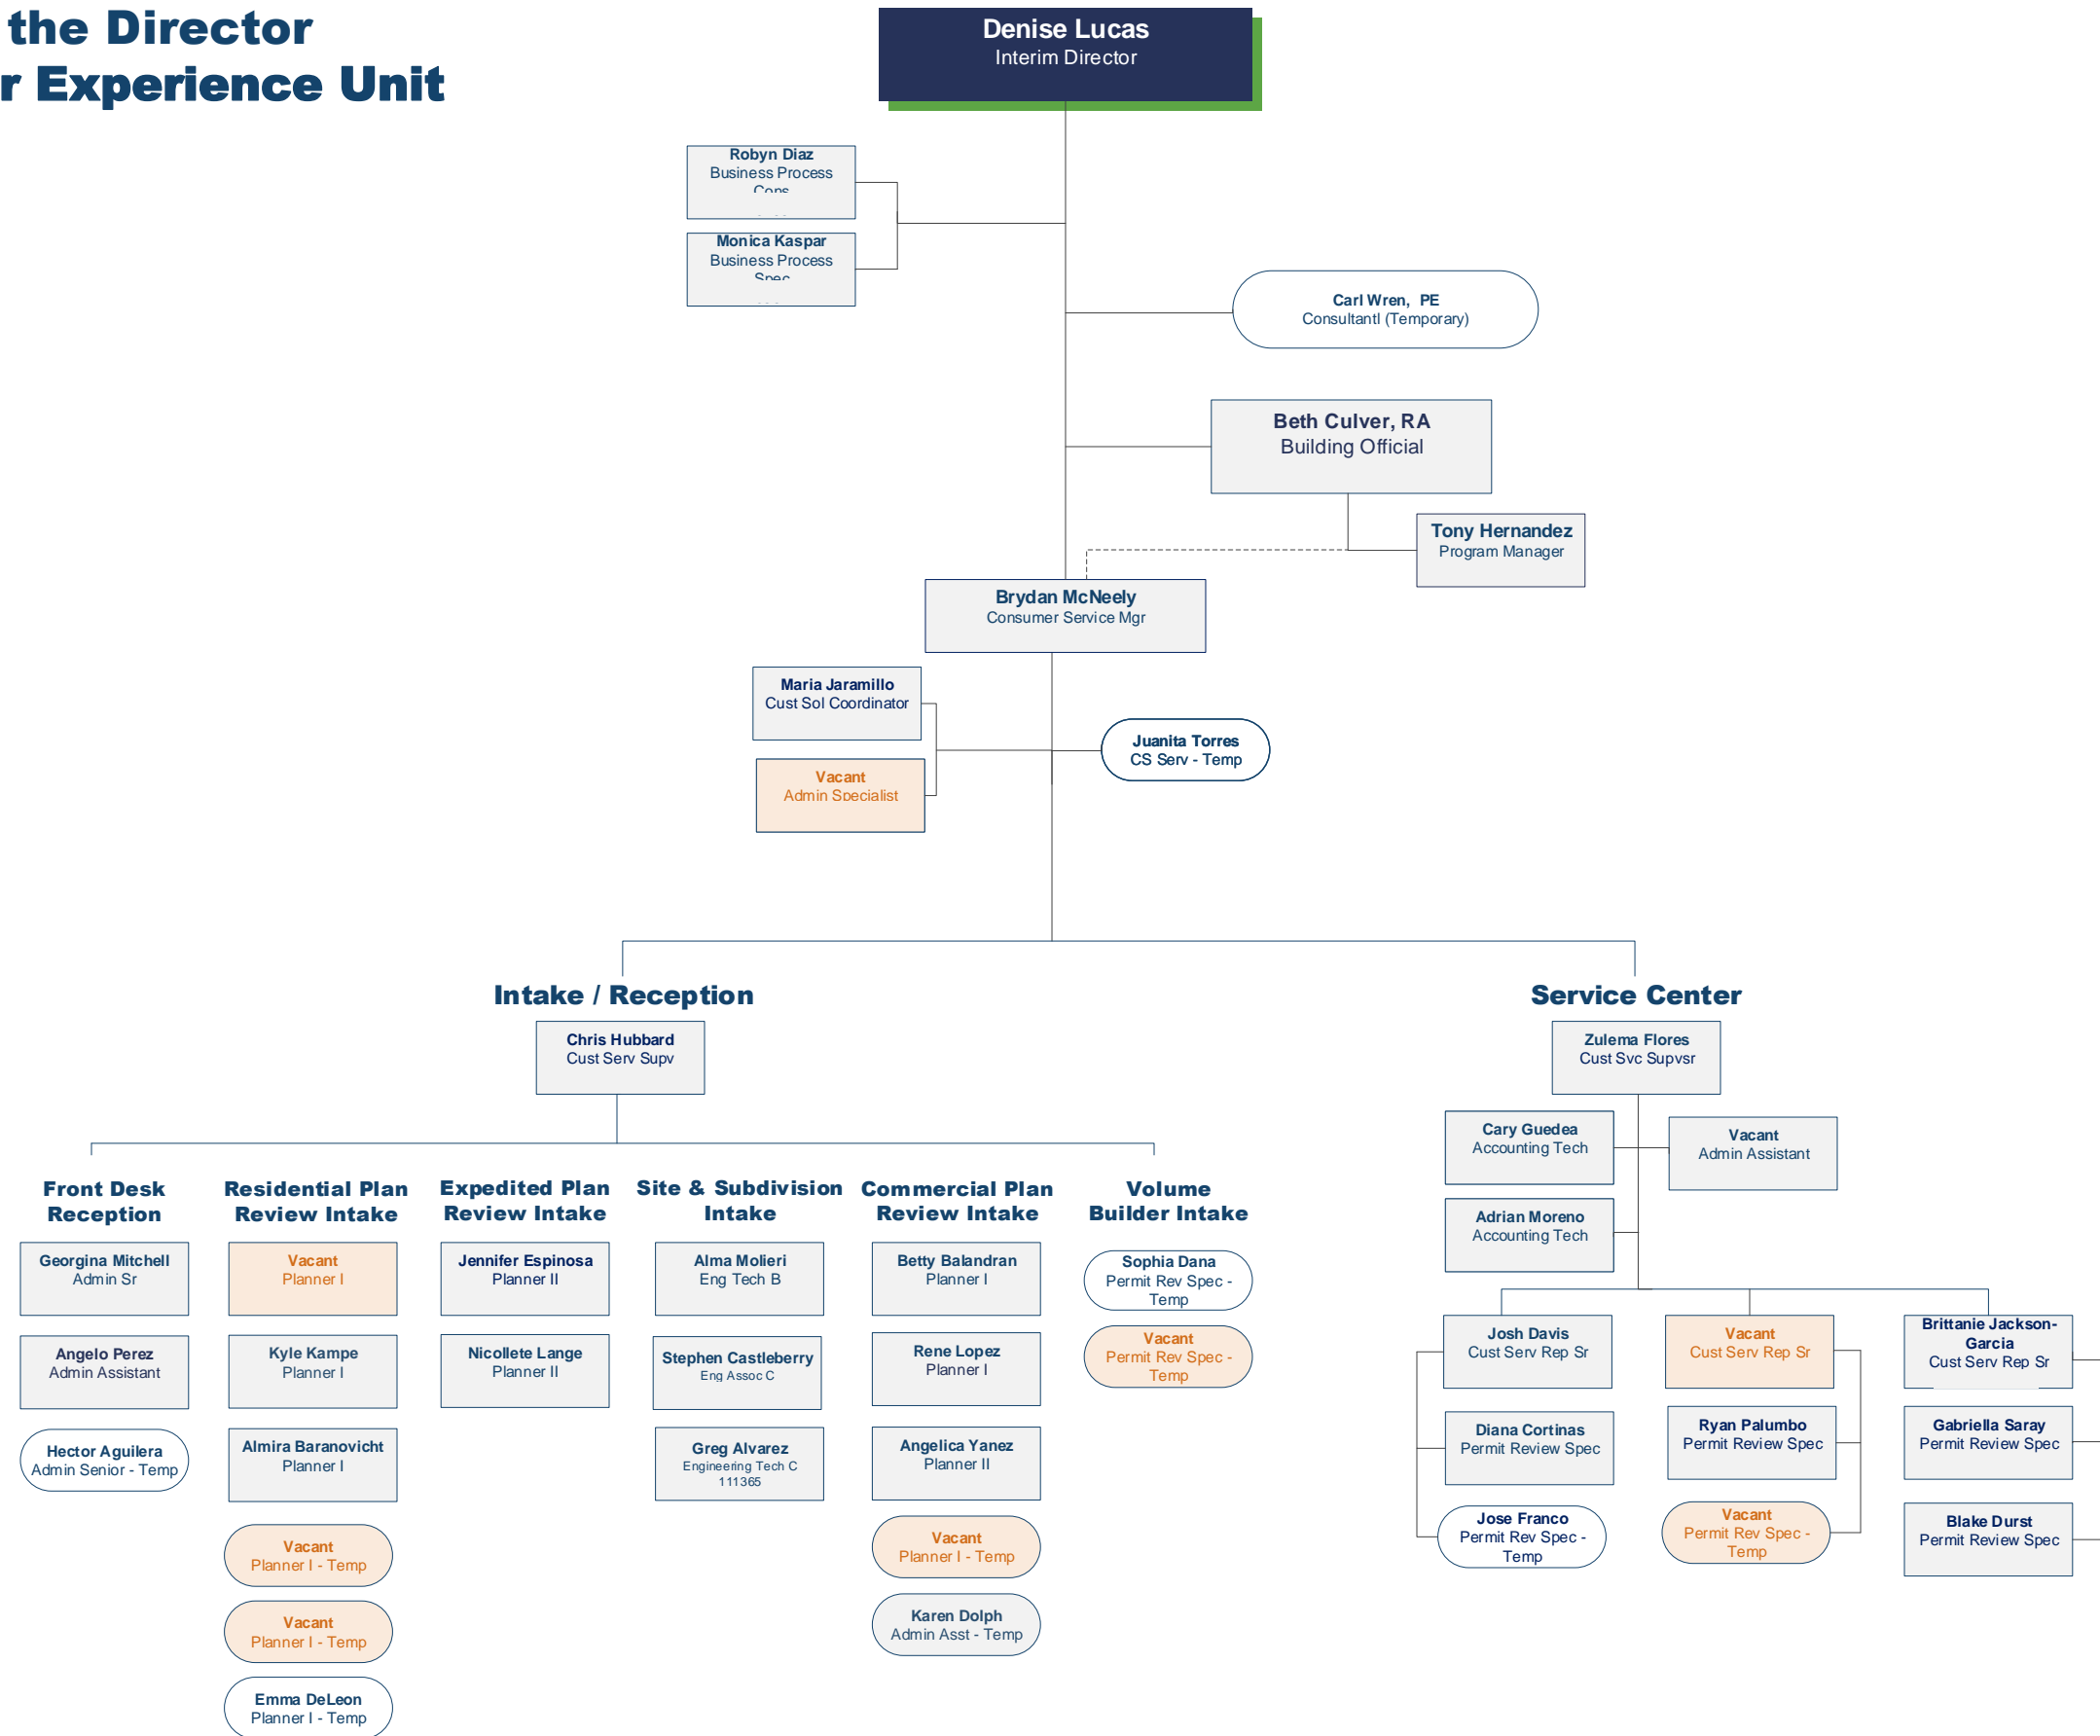 the Director
r Experience Unit
Denise Lucas
Interim Director
Robyn Diaz
Business Process
Cons
Monica Kaspar
Business Process
Spec
Carl Wren, PE
ConsultantI (Temporary)
Beth Culver, RA
Building Official
Tony Hernandez
Program Manager
Brydan McNeely
Consumer Service Mgr
Maria Jaramillo
Cust Sol Coordinator
Vacant
Admin Specialist
Juanita Torres
CS Serv - Temp
Intake / Reception
Chris Hubbard
Cust Serv Supv
Front Desk
Reception
Georgina Mitchell
Admin Sr
Angelo Perez
Admin Assistant
Hector Aguilera
Admin Senior - Temp
Residential Plan
Review Intake
Vacant
Planner I
Kyle Kampe
Planner I
Almira Baranovicht
Planner I
Vacant
Planner I - Temp
Vacant
Planner I - Temp
Emma DeLeon
Planner I - Temp
Expedited Plan
Review Intake
Jennifer Espinosa
Planner II
Nicollete Lange
Planner II
Site & Subdivision
Intake
Alma Molieri
Eng Tech B
Stephen Castleberry
Eng Assoc C
Greg Alvarez
Engineering Tech C
111365
Commercial Plan
Review Intake
Betty Balandran
Planner I
Rene Lopez
Planner I
Angelica Yanez
Planner II
Vacant
Planner I - Temp
Karen Dolph
Admin Asst - Temp
Volume
Builder Intake
Sophia Dana
Permit Rev Spec -
Temp
Vacant
Permit Rev Spec -
Temp
Service Center
Zulema Flores
Cust Svc Supvsr
Cary Guedea
Accounting Tech
Vacant
Admin Assistant
Adrian Moreno
Accounting Tech
Josh Davis
Cust Serv Rep Sr
Diana Cortinas
Permit Review Spec
Jose Franco
Permit Rev Spec -
Temp
Vacant
Cust Serv Rep Sr
Ryan Palumbo
Permit Review Spec
Vacant
Permit Rev Spec -
Temp
Brittanie Jackson-
Garcia
Cust Serv Rep Sr
Gabriella Saray
Permit Review Spec
Blake Durst
Permit Review Spec